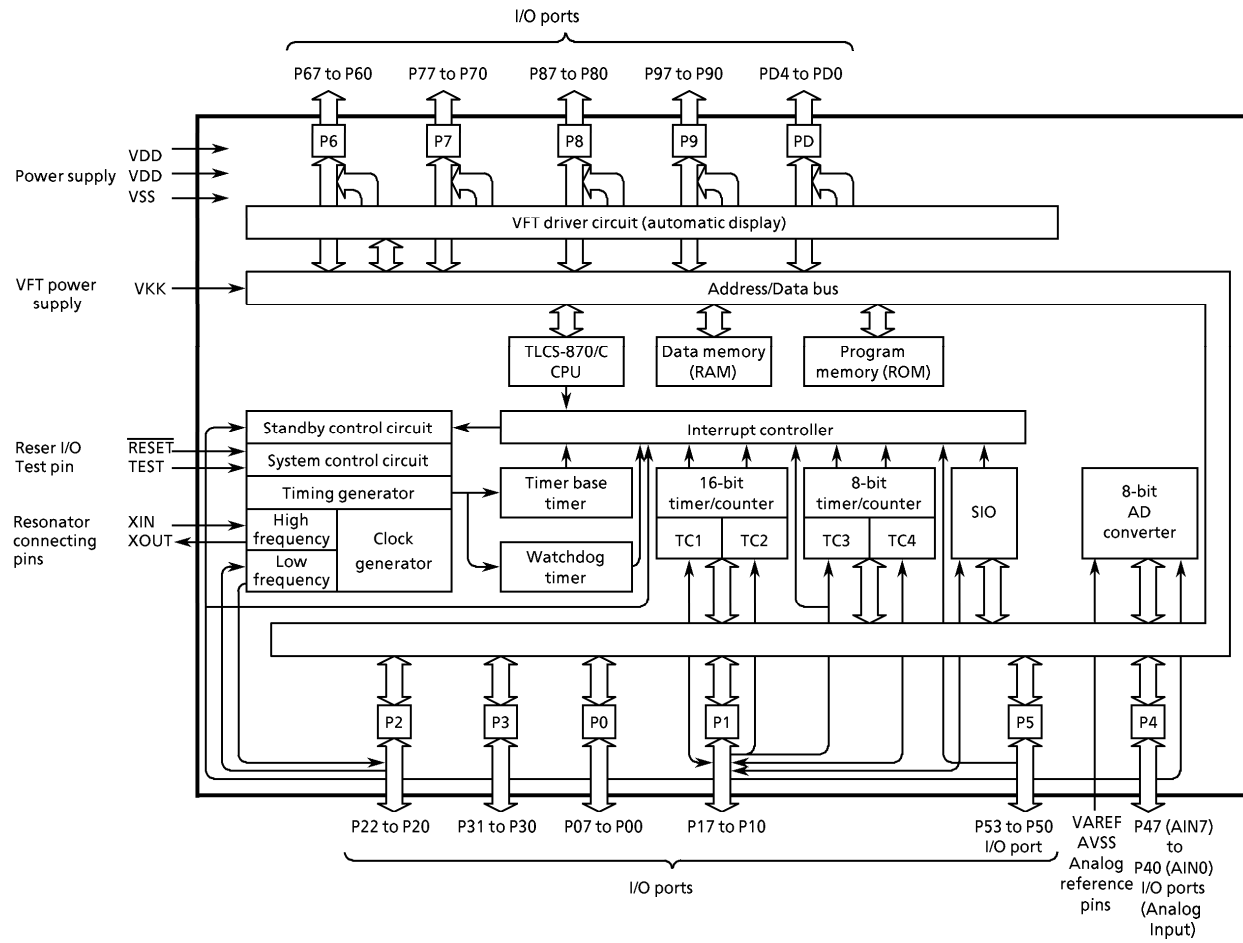 I/O ports
P67 to P60
P77 to P70
P87 to P80
P97 to P90
PD4 to PD0
P6
P7
P8
P9
PD
Power supply
VDD
VDD
VSS
VFT driver circuit (automatic display)
VFT power
supply
VKK
Address/Data bus
TLCS-870/C
CPU
Data memory
(RAM)
Program
memory (ROM)
Standby control circuit
Interrupt controller
Reser I/O
Test pin
RESET
TEST
System control circuit
Timing generator
Timer base
timer
16-bit
timer/counter
8-bit
timer/counter
SIO
8-bit
AD
converter
Resonator
connecting
pins
XIN
XOUT
High
frequency
Low
frequency
Clock
generator
Watchdog
timer
TC1
TC2
TC3
TC4
P2
P3
P0
P1
P5
P4
P22 to P20
P31 to P30
P07 to P00
P17 to P10
P53 to P50
I/O port
VAREF
AVSS
Analog
reference
pins
P47 (AIN7)
to
P40 (AIN0)
I/O ports
(Analog
Input)
I/O ports